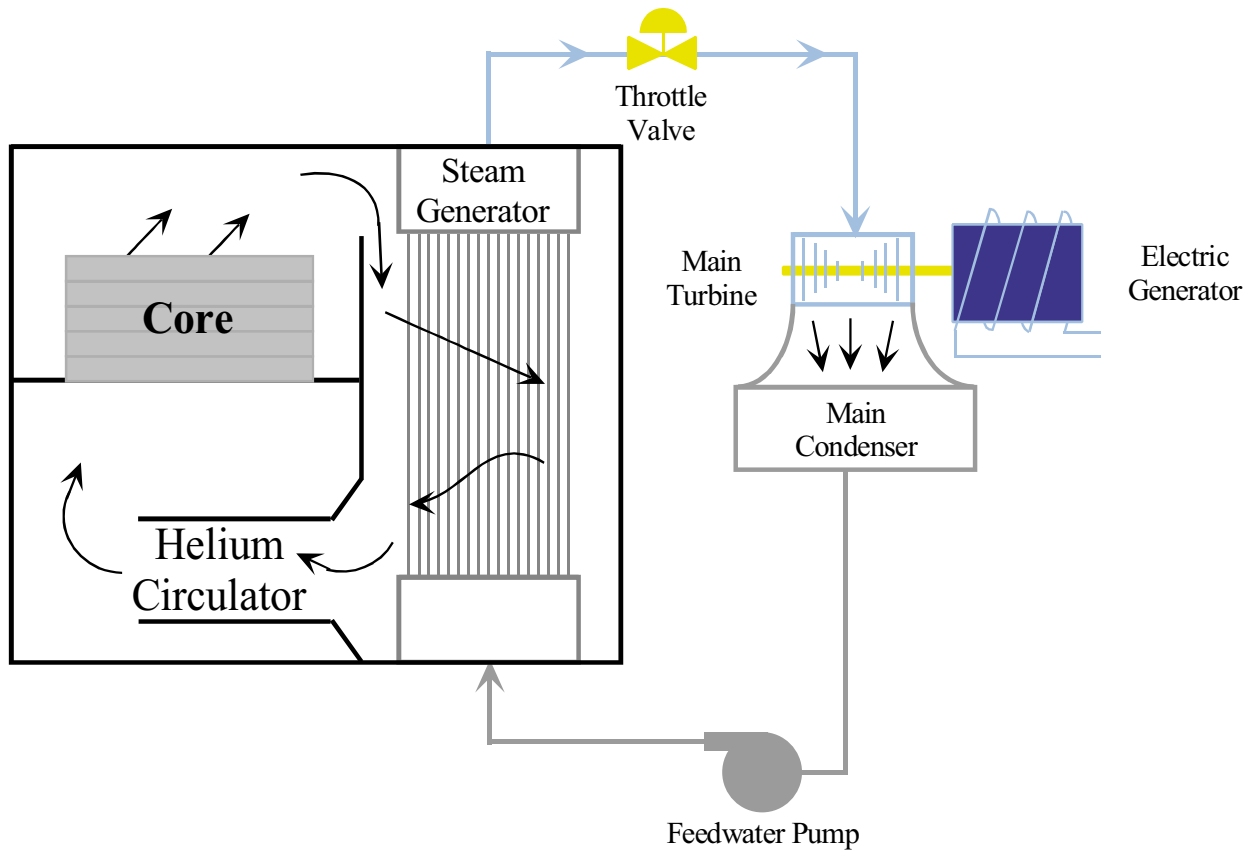 Throttle
Valve
Steam
Generator
Core
Main
Turbine
Electric
Generator
Main
Condenser
Helium
Circulator
Feedwater Pump